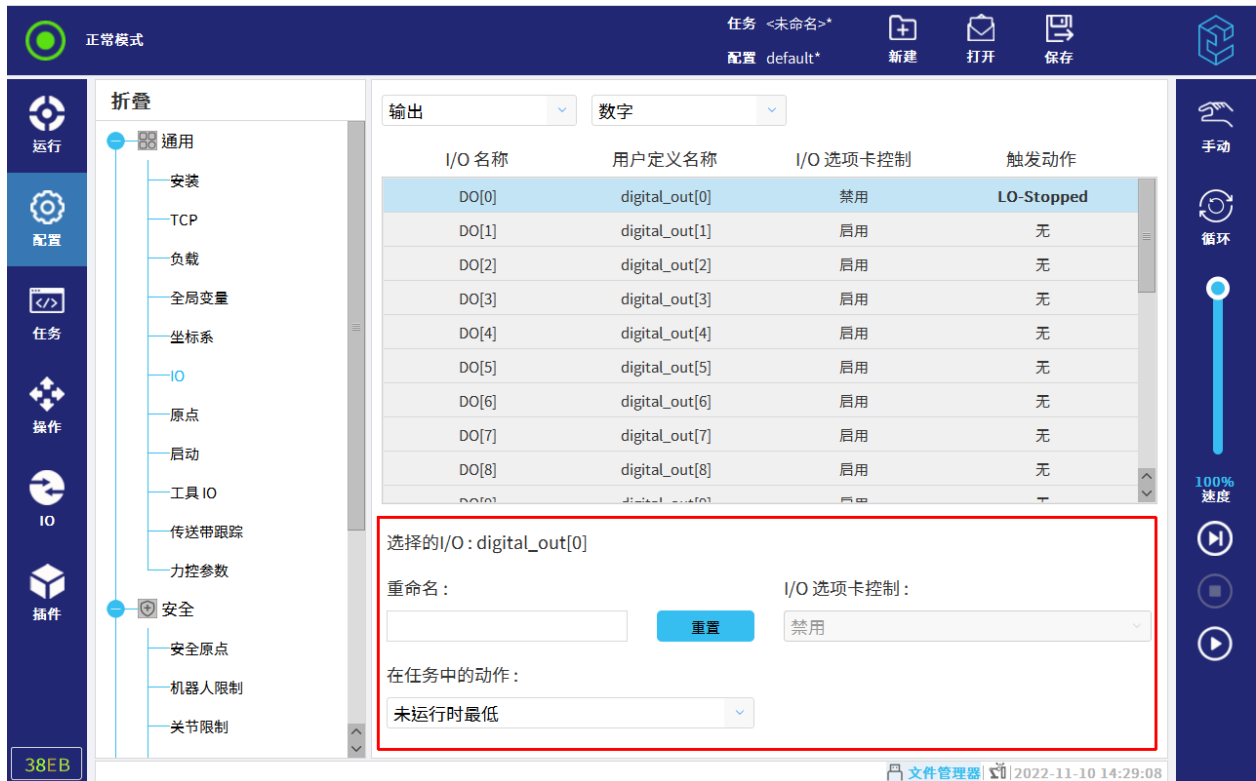 正常模式
任务 <未命名>*
配置 default*
新建
打开
保存
运行
配置
任务
操作
IO
插件
38EB
折叠
通用
安装
TCP
负载
全局变量
坐标系
IO
原点
启动
工具 IO
传送带跟踪
力控参数
安全
安全原点
机器人限制
关节限制
输出 数字
I/O 名称 用户定义名称 I/O 选项卡控制 触发动作
DO[0] digital_out[0] 禁用 LO-Stopped
DO[1] digital_out[1] 启用 无
DO[2] digital_out[2] 启用 无
DO[3] digital_out[3] 启用 无
DO[4] digital_out[4] 启用 无
DO[5] digital_out[5] 启用 无
DO[6] digital_out[6] 启用 无
DO[7] digital_out[7] 启用 无
DO[8] digital_out[8] 启用 无
选择的I/O : digital_out[0]
重命名 : I/O 选项卡控制 :
重置 禁用
在任务中的动作 :
未运行时最低
手动
循环
100%
速度
文件管理器 2022-11-10 14:29:08